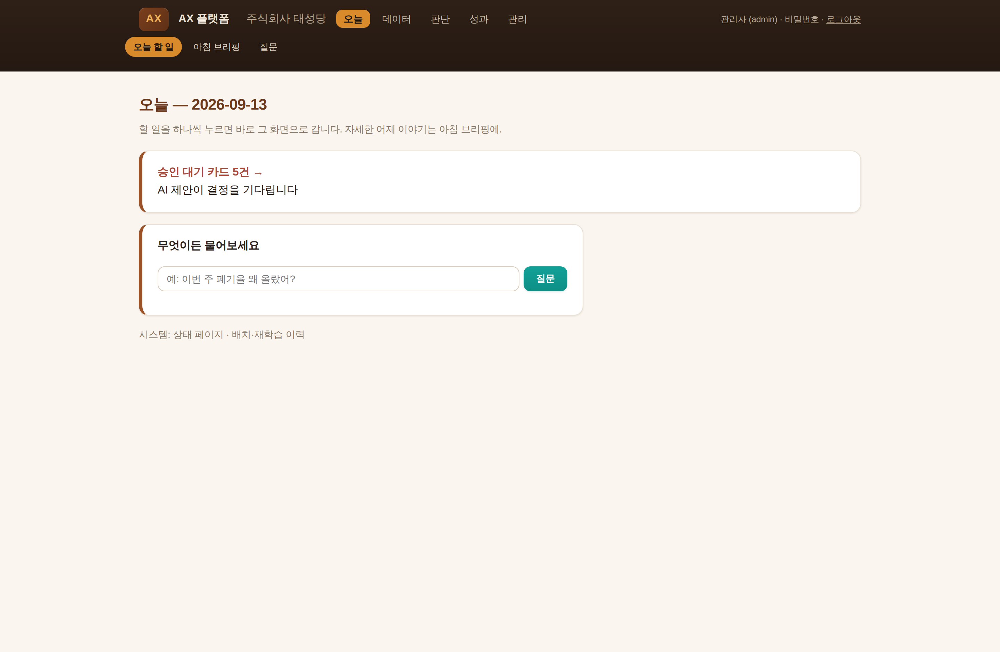 AX AX 플랫폼 주식회사 태성당 오늘 데이터 판단 성과 관리 관리자 (admin) · 비밀번호 · 로그아웃
오늘 할 일 아침 브리핑 질문
오늘 — 2026-09-13
할 일을 하나씩 누르면 바로 그 화면으로 갑니다. 자세한 어제 이야기는 아침 브리핑에.
승인 대기 카드 5건 →
AI 제안이 결정을 기다립니다
무엇이든 물어보세요
예: 이번 주 폐기율 왜 올랐어? 질문
시스템: 상태 페이지 · 배치·재학습 이력